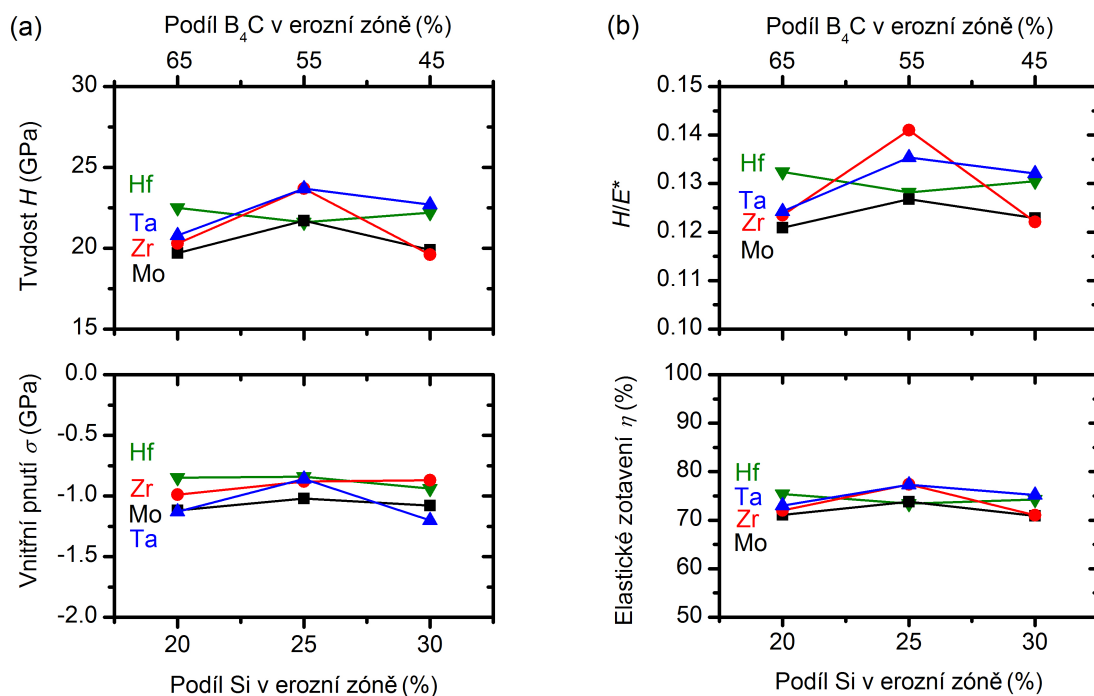 (a)
Podíl B4C v erozní zóně (%)
65 55 45
Tvrdost H (GPa)
30
25
20
15
Hf
Ta
Zr
Mo
Vnitřní pnutí σ (GPa)
0.0
-0.5
-1.0
-1.5
-2.0
Hf
Zr
Mo
Ta
20 25 30
Podíl Si v erozní zóně (%)
(b)
Podíl B4C v erozní zóně (%)
65 55 45
H/E*
0.15
0.14
0.13
0.12
0.11
0.10
Hf
Ta
Zr
Mo
Elastické zotavení η (%)
100
90
80
70
60
50
Hf
Ta
Zr
Mo
20 25 30
Podíl Si v erozní zóně (%)